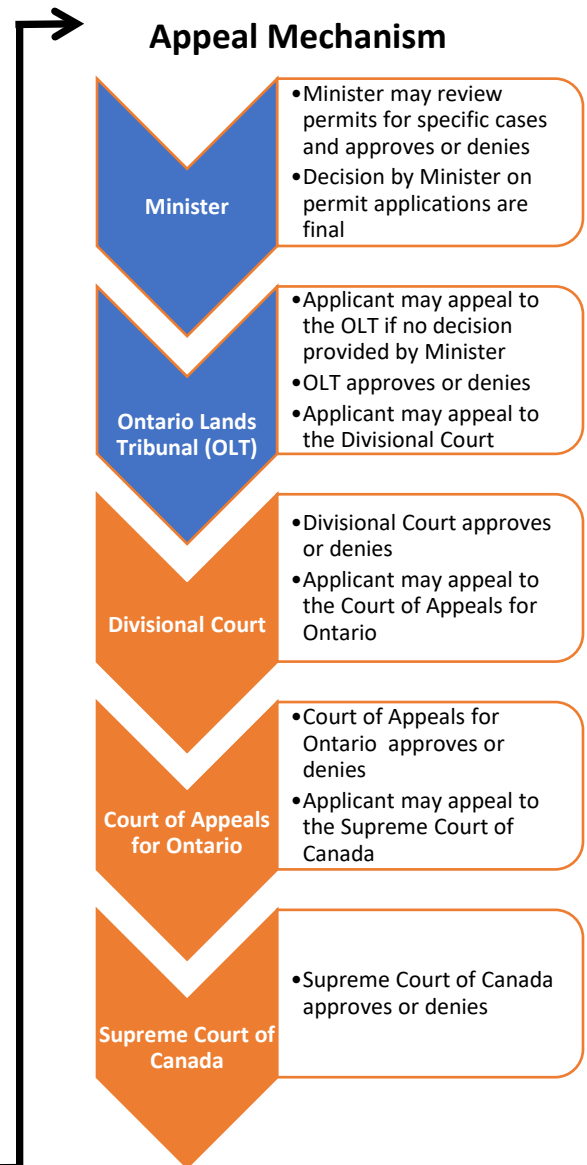 Appeal Mechanism
Minister
•Minister may review
permits for specific cases
and approves or denies
•Decision by Minister on
permit applications are
final
Ontario Lands
Tribunal (OLT)
•Applicant may appeal to
the OLT if no decision
provided by Minister
•OLT approves or denies
•Applicant may appeal to
the Divisional Court
Divisional Court
•Divisional Court approves
or denies
•Applicant may appeal to
the Court of Appeals for
Ontario
Court of Appeals
for Ontario
•Court of Appeals for
Ontario approves or
denies
•Applicant may appeal to
the Supreme Court of
Canada
Supreme Court of
Canada
•Supreme Court of Canada
approves or denies